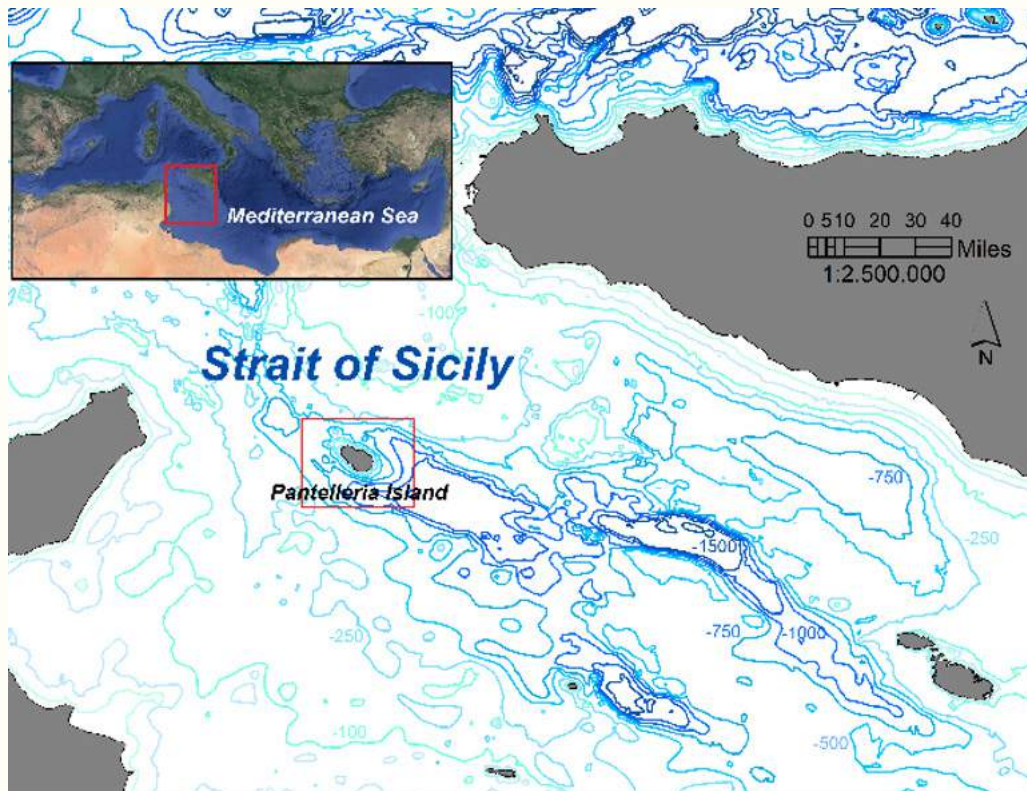 Mediterranean Sea
0 5 10 20 30 40
Miles
1:2.500.000
N
-100
Strait of Sicily
Pantelleria Island
-750
-250
-1500
-250
-750
-1000
-100
-500